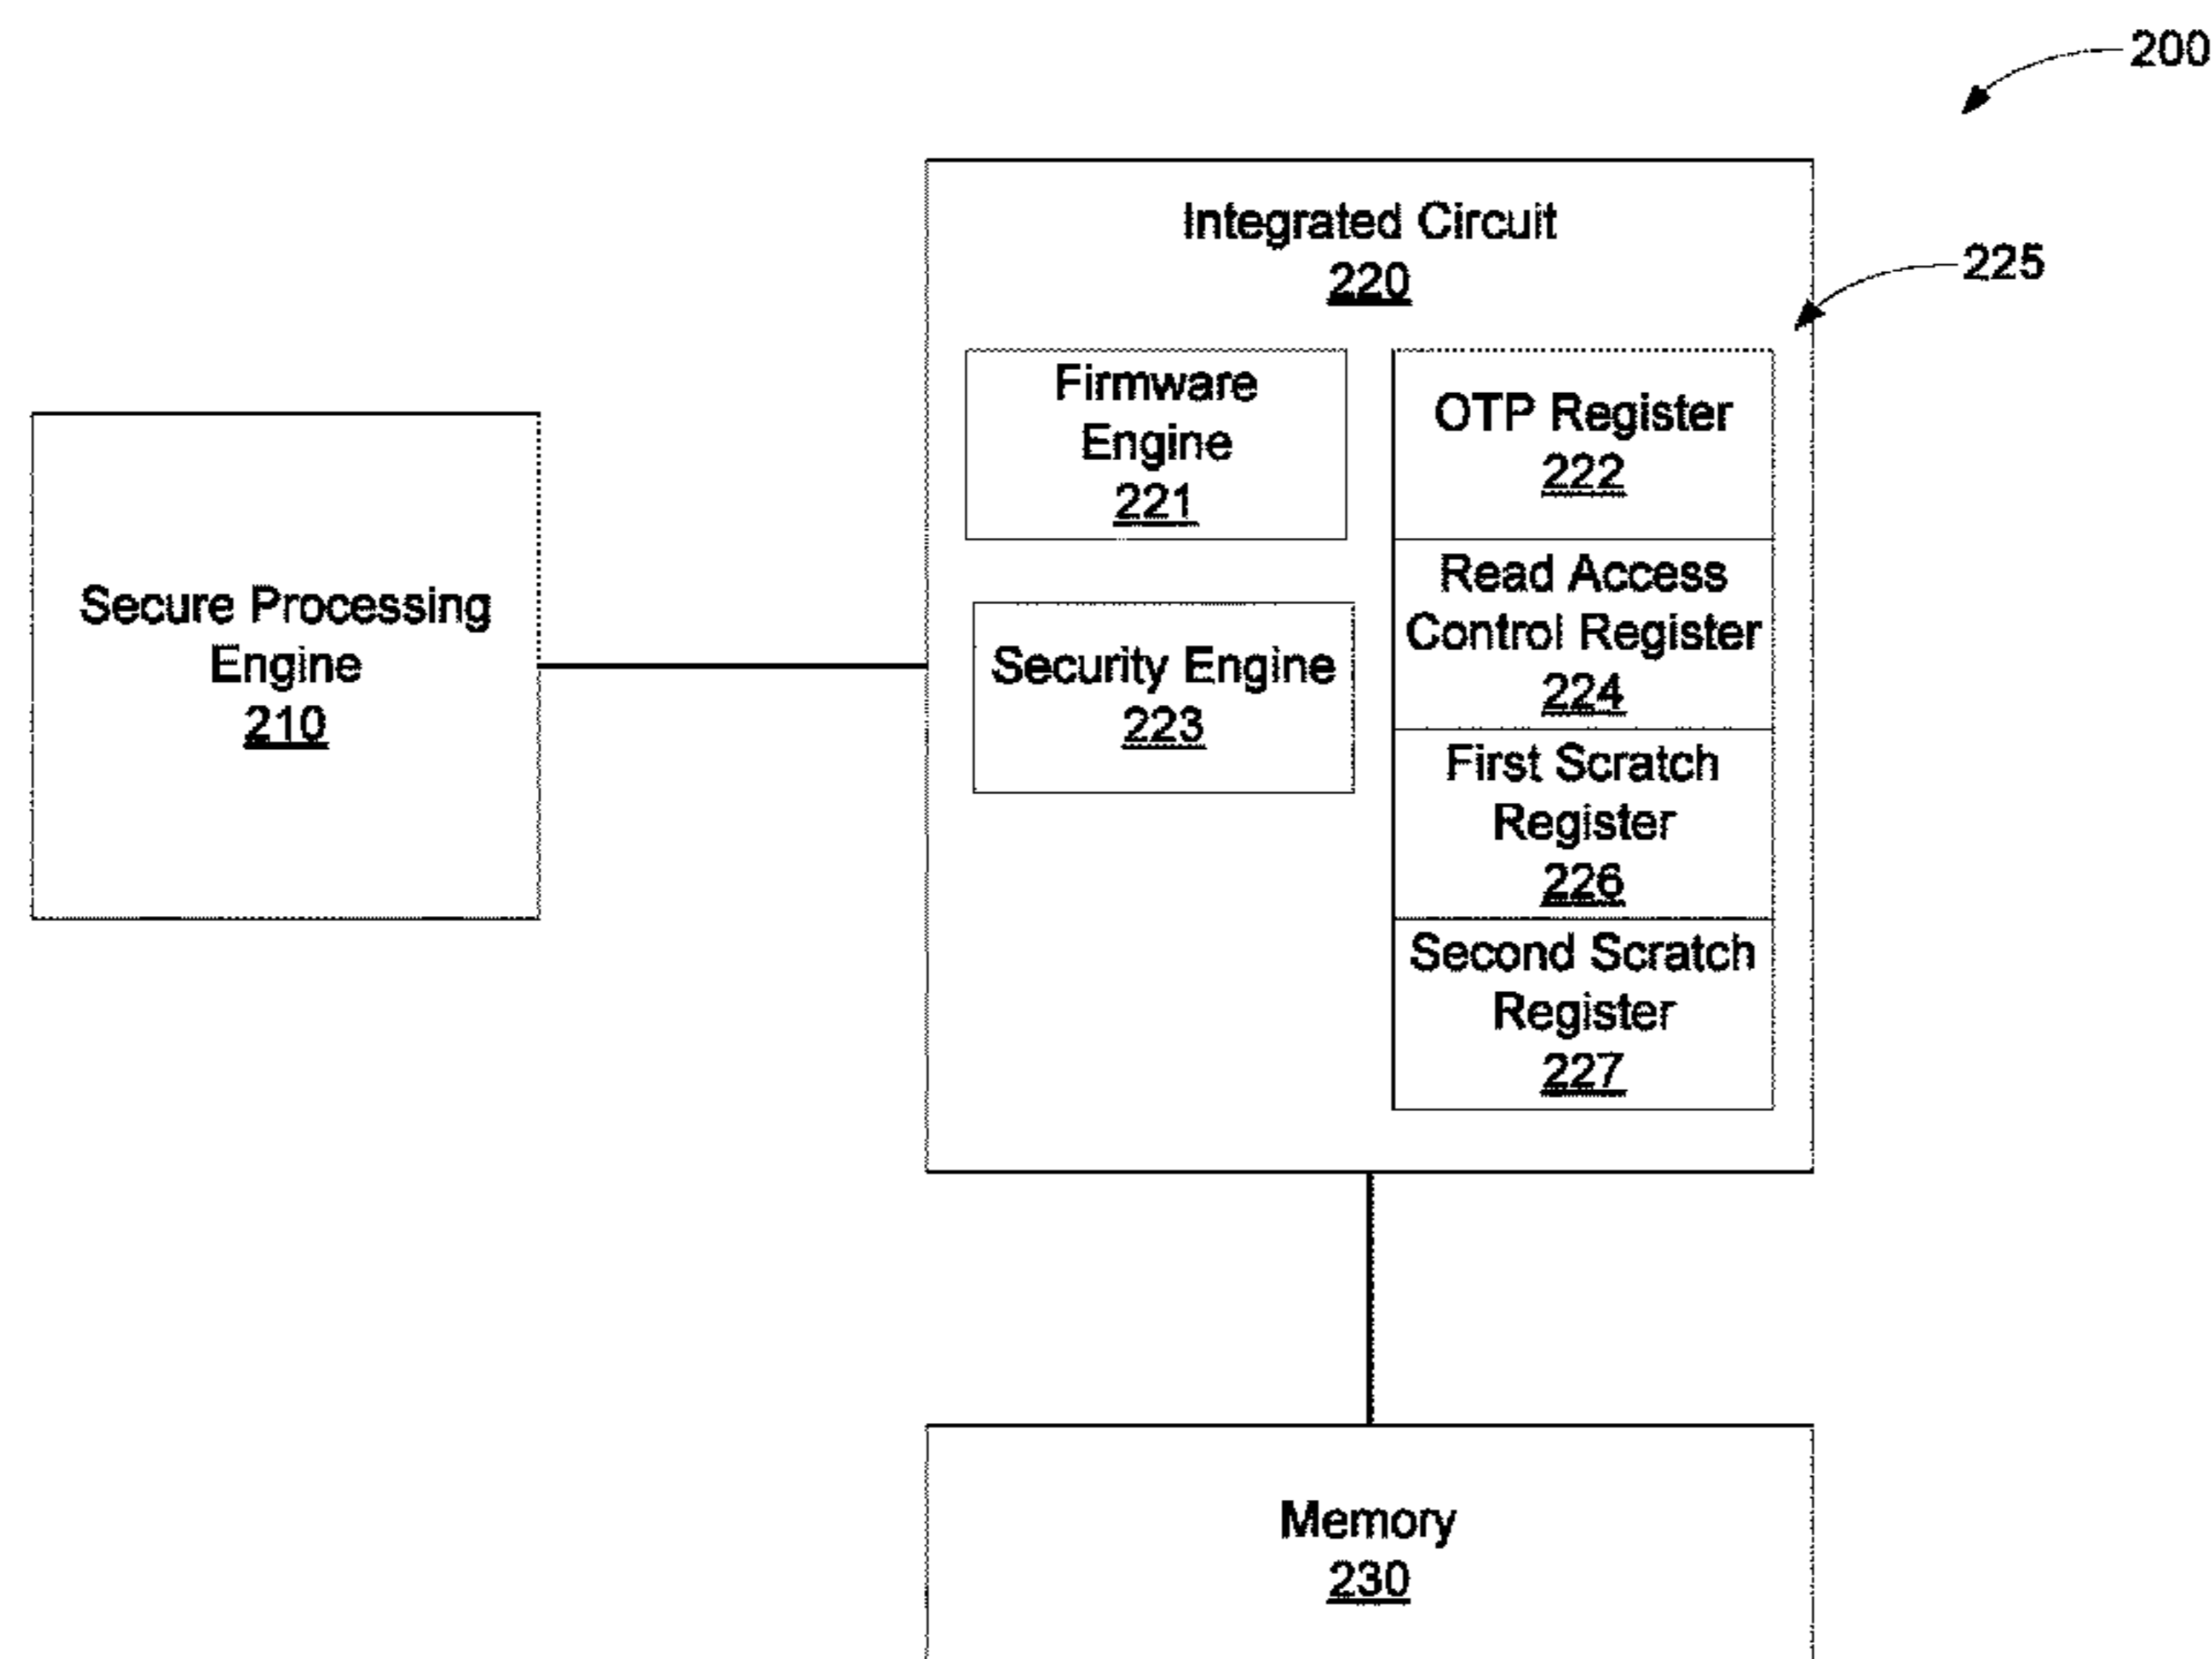 200
Integrated Circuit
220
225
Firmware
Engine
221
OTP Register
222
Secure Processing
Engine
210
Security Engine
223
Read Access
Control Register
224
First Scratch
Register
226
Second Scratch
Register
227
Memory
230